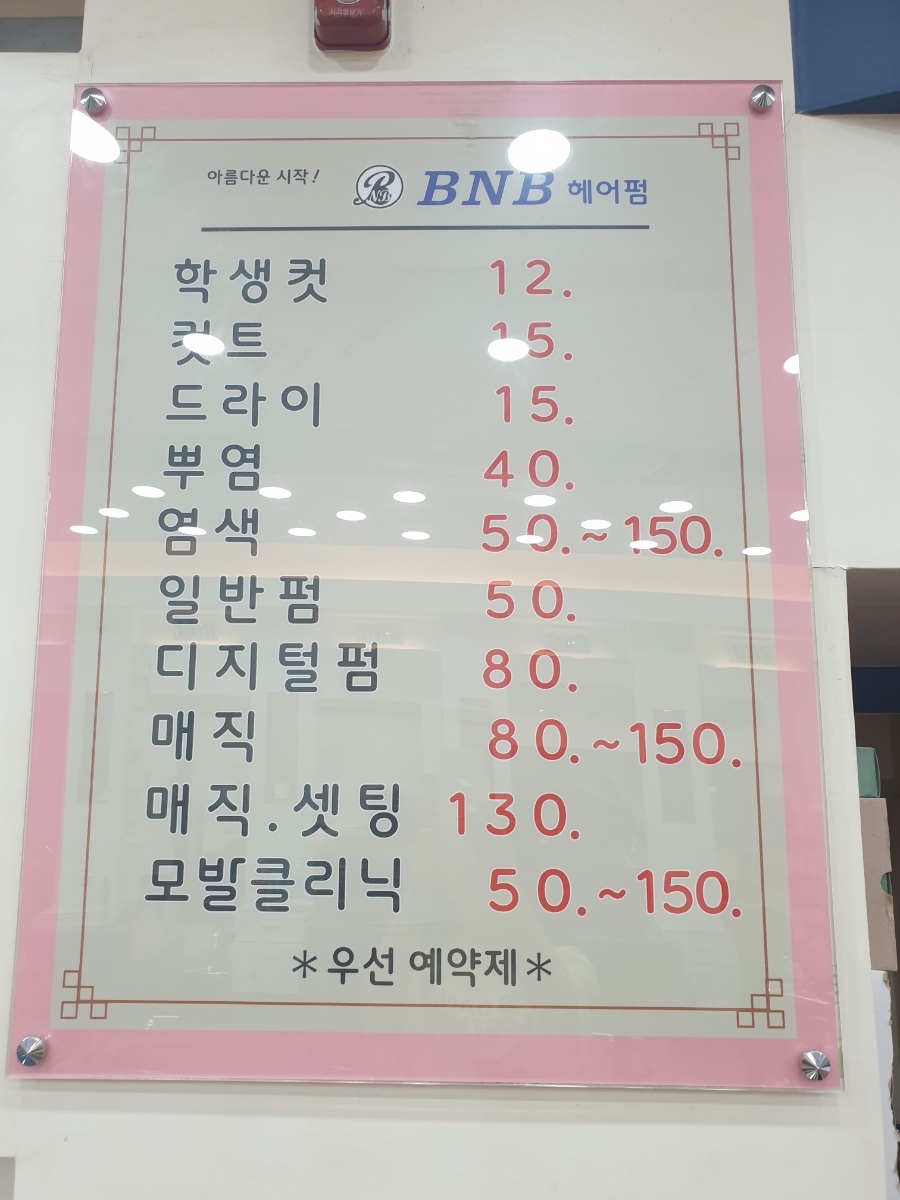 아름다운 시작! BNB 헤어펌
학생컷 12.
컷트 15.
드라이 15.
뿌염 40.
염색 50.~150.
일반펌 50.
디지털펌 80.
매직 80.~150.
매직.셋팅 130.
모발클리닉 50.~150.
*우선 예약제*